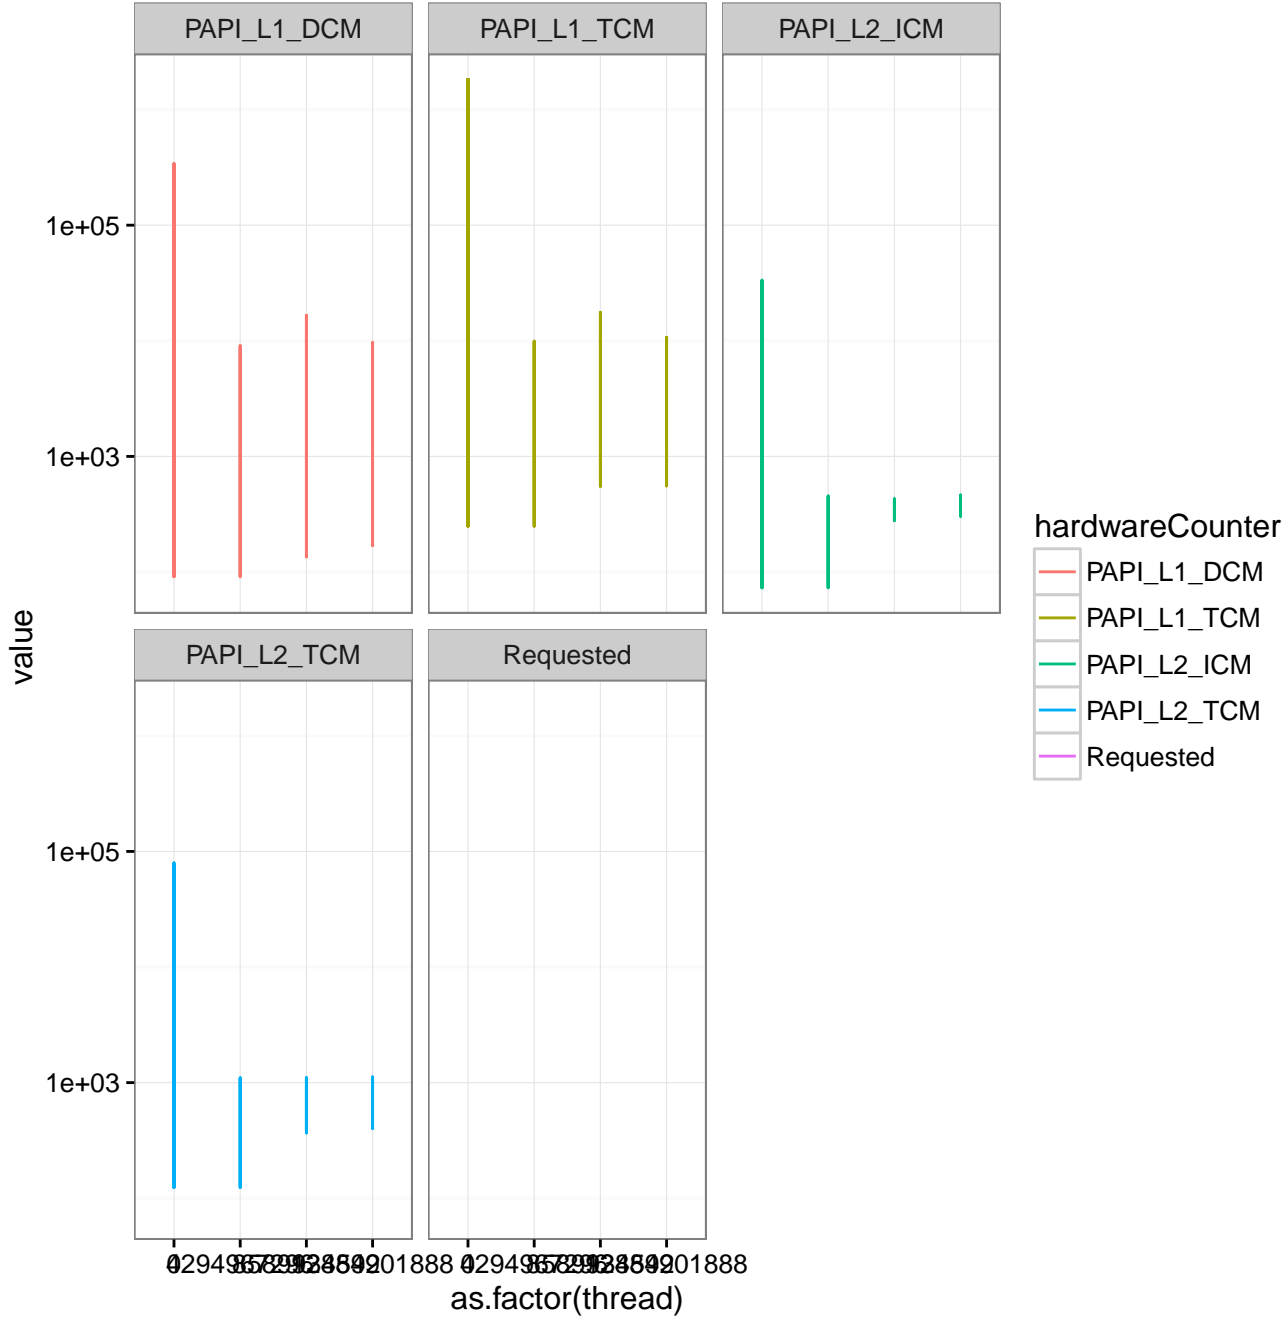 PAPI_L1_DCM
PAPI_L1_TCM
PAPI_L2_ICM
1e+05
1e+03
value
PAPI_L2_TCM
Requested
1e+05
1e+03
as.factor(thread)
hardwareCounter
PAPI_L1_DCM
PAPI_L1_TCM
PAPI_L2_ICM
PAPI_L2_TCM
Requested